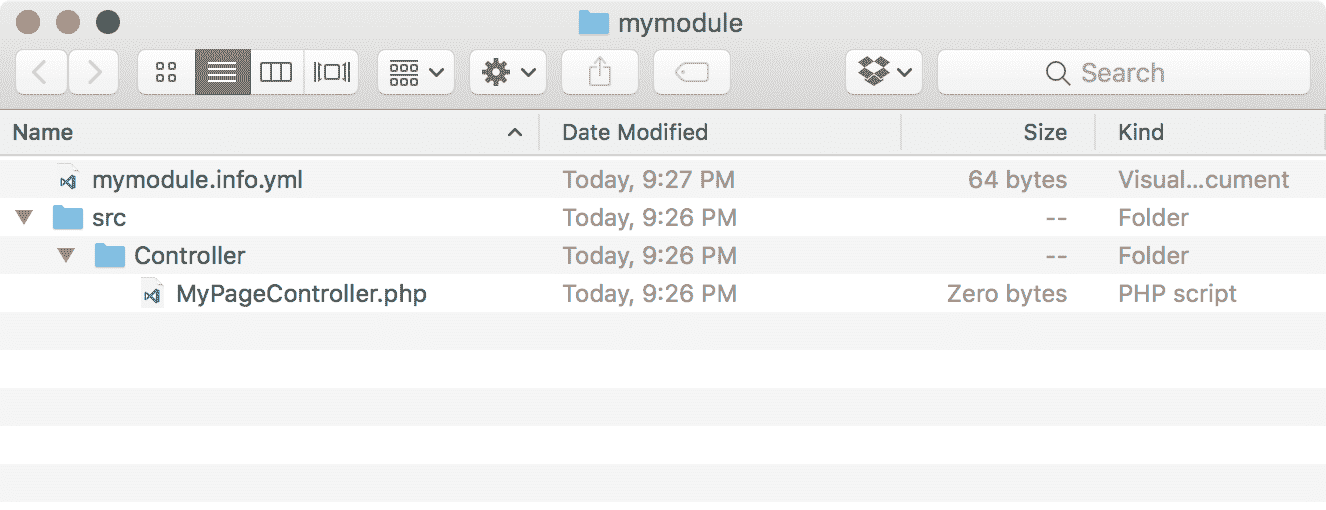 mymodule
Search
Name Date Modified Size Kind
mymodule.info.yml Today, 9:27 PM 64 bytes Visual...cument
src Today, 9:26 PM -- Folder
Controller Today, 9:26 PM -- Folder
MyPageController.php Today, 9:26 PM Zero bytes PHP script